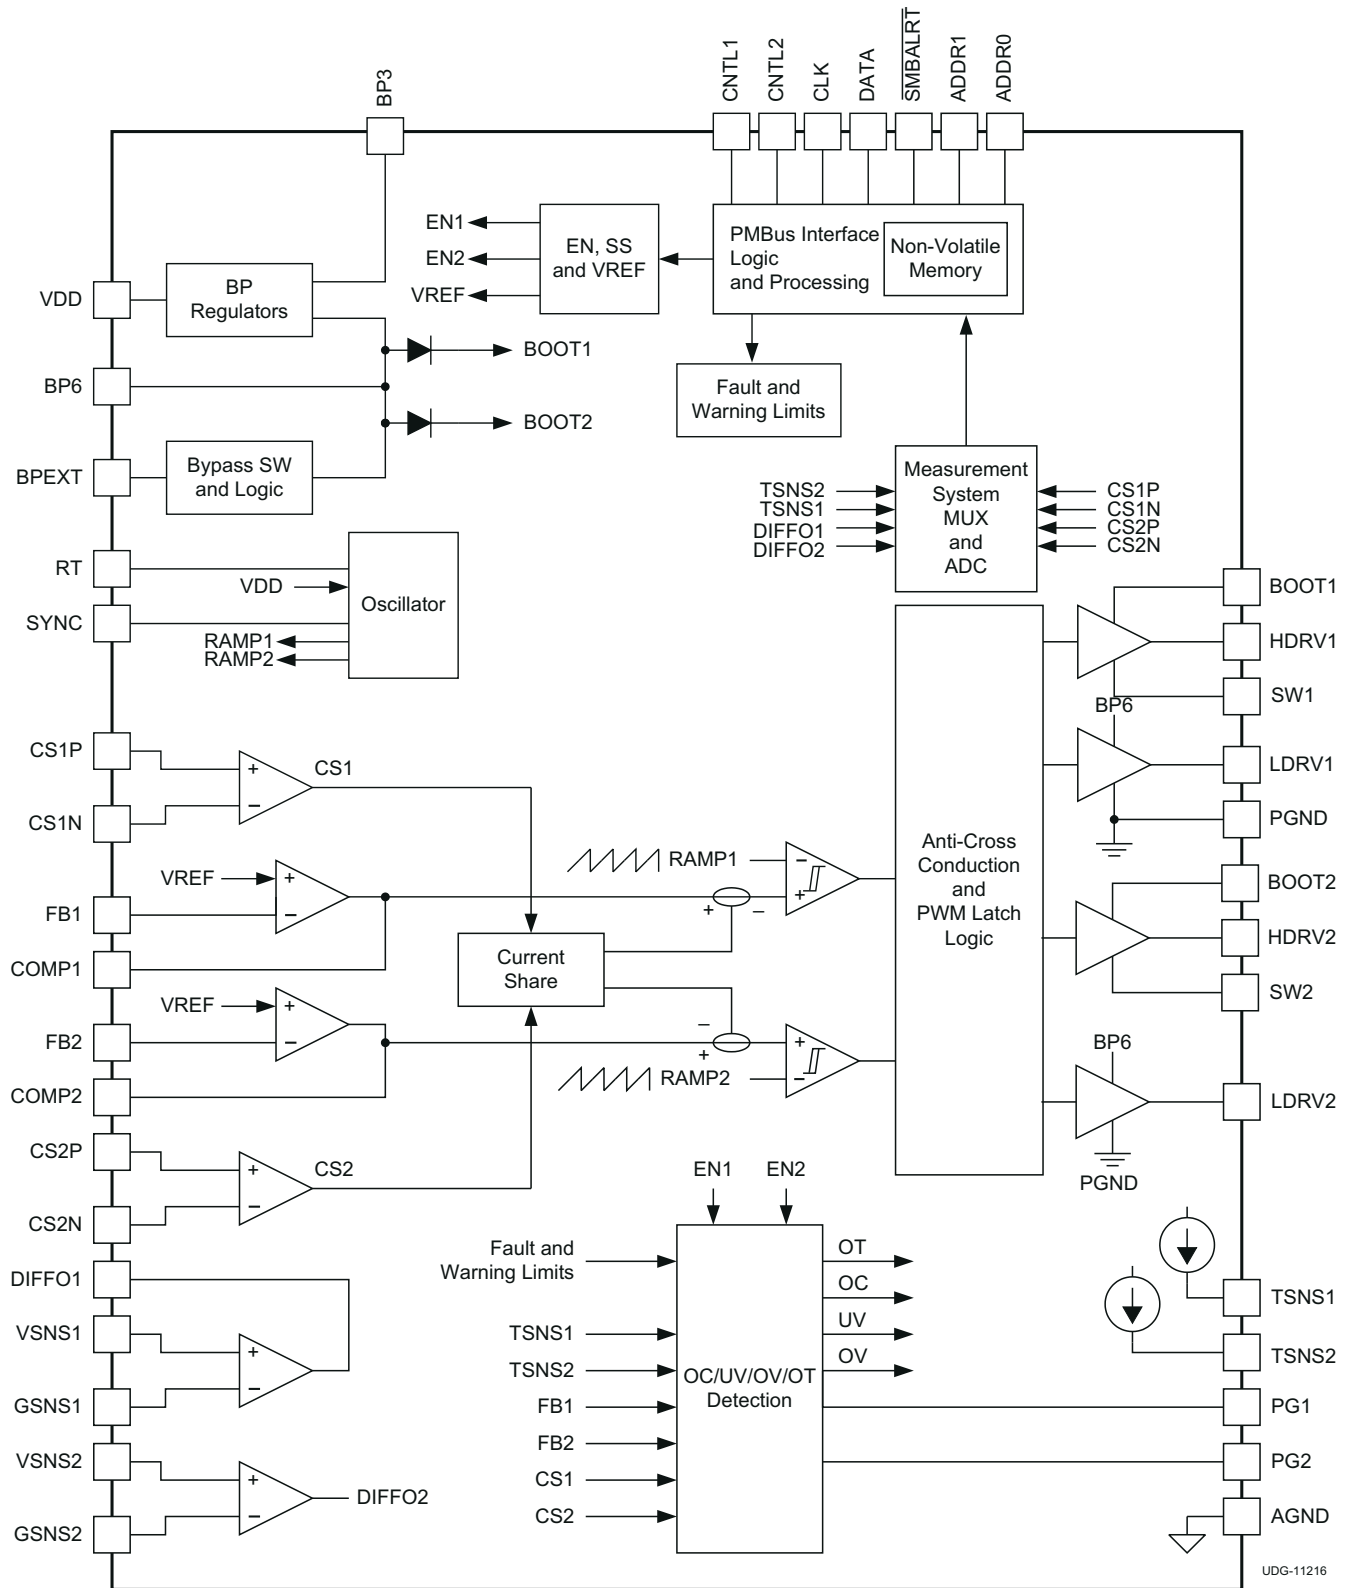 CNTL1
CNTL2
CLK
DATA
SMBALRT
ADDR1
ADDR0
BP3
EN1
EN2
VREF
EN, SS
and VREF
PMBus Interface
Logic
and Processing
Non-Volatile
Memory
VDD
BP
Regulators
BOOT1
BP6
BOOT2
Fault and
Warning Limits
BPEXT
Bypass SW
and Logic
TSNS2
TSNS1
DIFFO1
DIFFO2
Measurement
System
MUX
and
ADC
CS1P
CS1N
CS2P
CS2N
RT
VDD
SYNC
RAMP1
RAMP2
Oscillator
BOOT1
HDRV1
SW1
BP6
LDRV1
PGND
CS1P
+
−
CS1
CS1N
VREF
+
−
FB1
COMP1
RAMP1
−
+
+
−
Current
Share
Anti-Cross
Conduction
and
PWM Latch
Logic
BOOT2
HDRV2
SW2
VREF
+
−
FB2
COMP2
−
+
+
−
RAMP2
BP6
LDRV2
PGND
CS2P
+
−
CS2
CS2N
EN1
EN2
DIFFO1
VSNS1
+
−
GSNS1
VSNS2
+
−
DIFFO2
GSNS2
Fault and
Warning Limits
TSNS1
TSNS2
FB1
FB2
CS1
CS2
OC/UV/OV/OT
Detection
OT
OC
UV
OV
TSNS1
TSNS2
PG1
PG2
AGND
UDG-11216